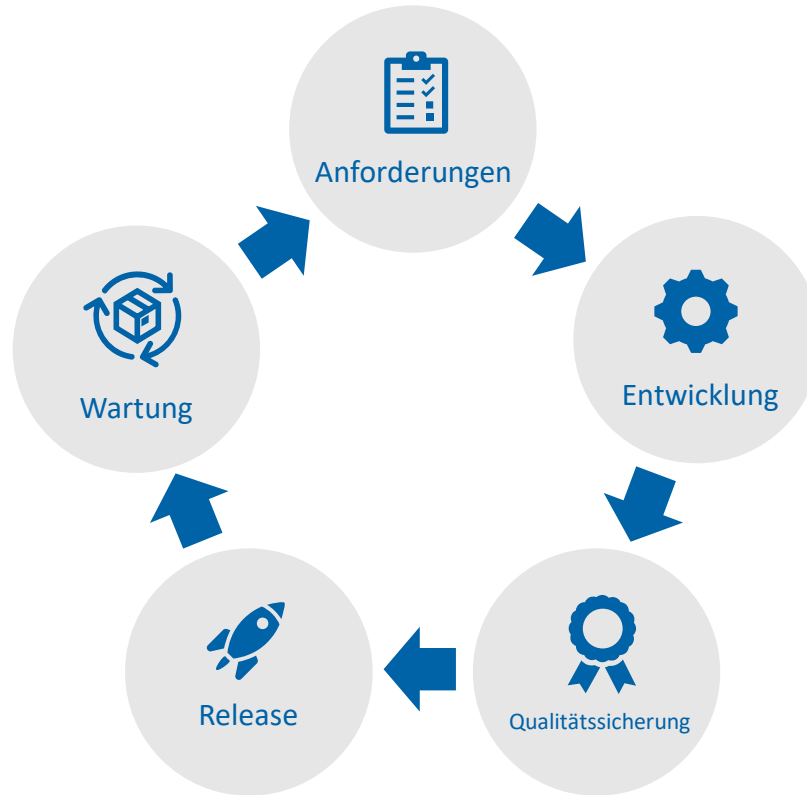 Anforderungen
Entwicklung
Qualitätssicherung
Release
Wartung